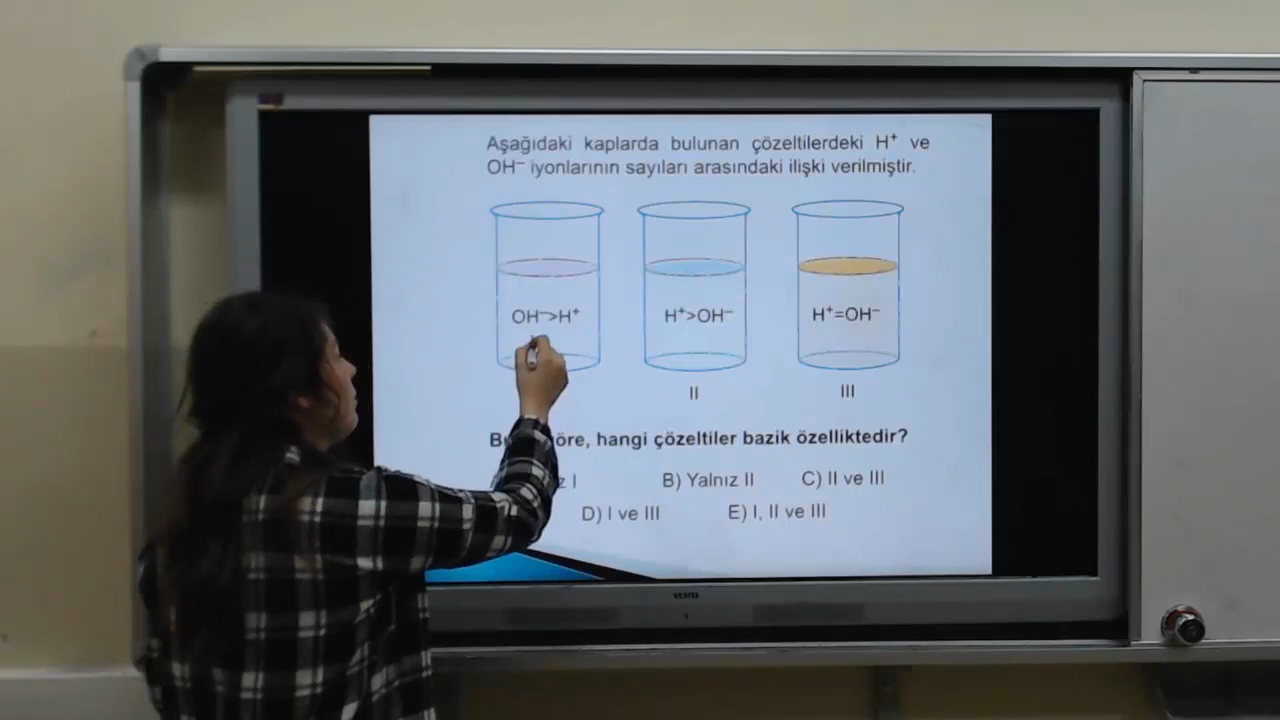 Aşağıdaki kaplarda bulunan çözeltilerdeki H⁺ ve
OH⁻ iyonlarının sayıları arasındaki ilişki verilmiştir.
OH⁻>H⁺ H⁺>OH⁻ H⁺=OH⁻
II III
hangi çözeltiler bazik özelliktedir?
I B) Yalnız II C) II ve III
D) I ve III E) I, II ve III
VESTEL